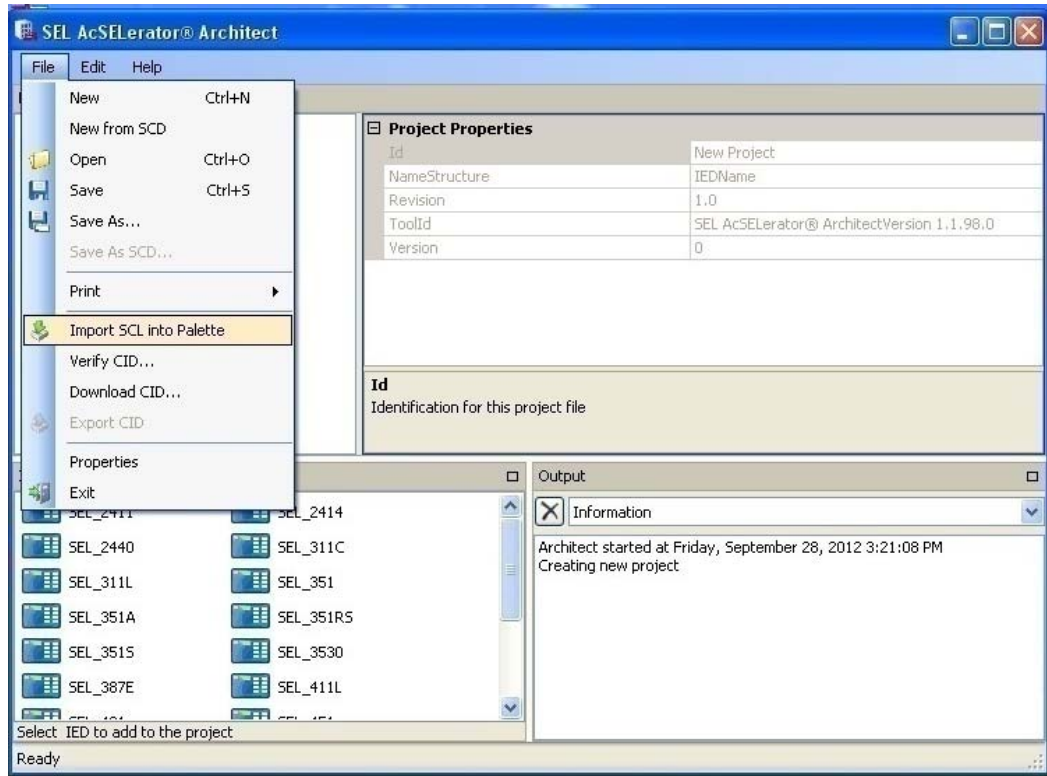 SEL AcSELerator® Architect
File Edit Help
New Ctrl+N
New from SCD
Open Ctrl+O
Save Ctrl+S
Save As...
Save As SCD...
Print
Import SCL into Palette
Verify CID...
Download CID...
Export CID
Properties
Exit
Project Properties
Id New Project
NameStructure IEDName
Revision 1.0
ToolId SEL AcSELerator® ArchitectVersion 1.1.98.0
Version 0
Id
Identification for this project file
SEL_2411 SEL_2414
SEL_2440 SEL_311C
SEL_311L SEL_351
SEL_351A SEL_351RS
SEL_351S SEL_3530
SEL_387E SEL_411L
Select IED to add to the project
Output
Information
Architect started at Friday, September 28, 2012 3:21:08 PM
Creating new project
Ready